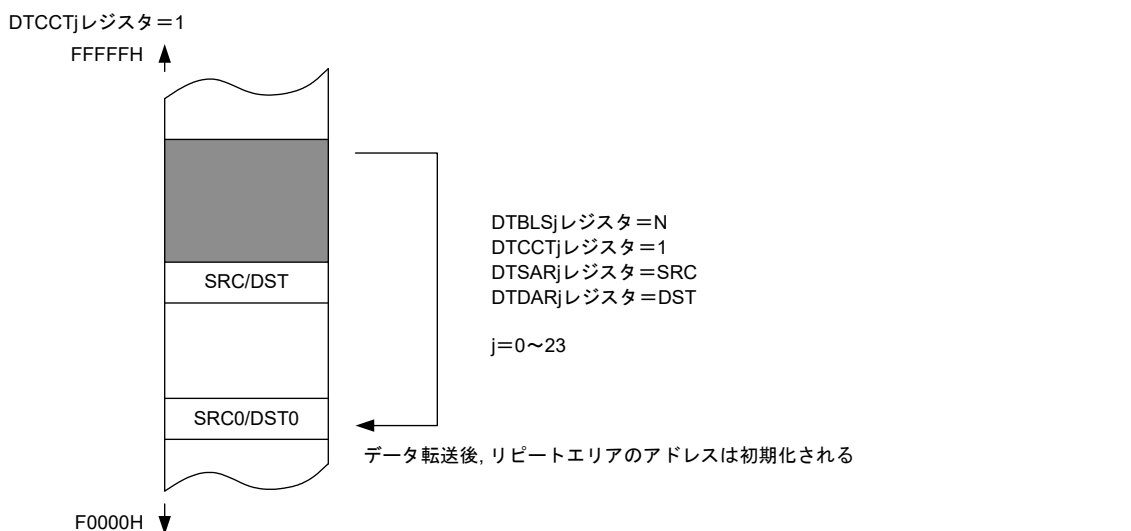 DTCCTjレジスタ＝1
FFFFFH
DTBLSjレジスタ＝N
DTCCTjレジスタ＝1
DTSARjレジスタ＝SRC
DTDARjレジスタ＝DST
j＝0～23
SRC/DST
SRC0/DST0
データ転送後, リピートエリアのアドレスは初期化される
F0000H